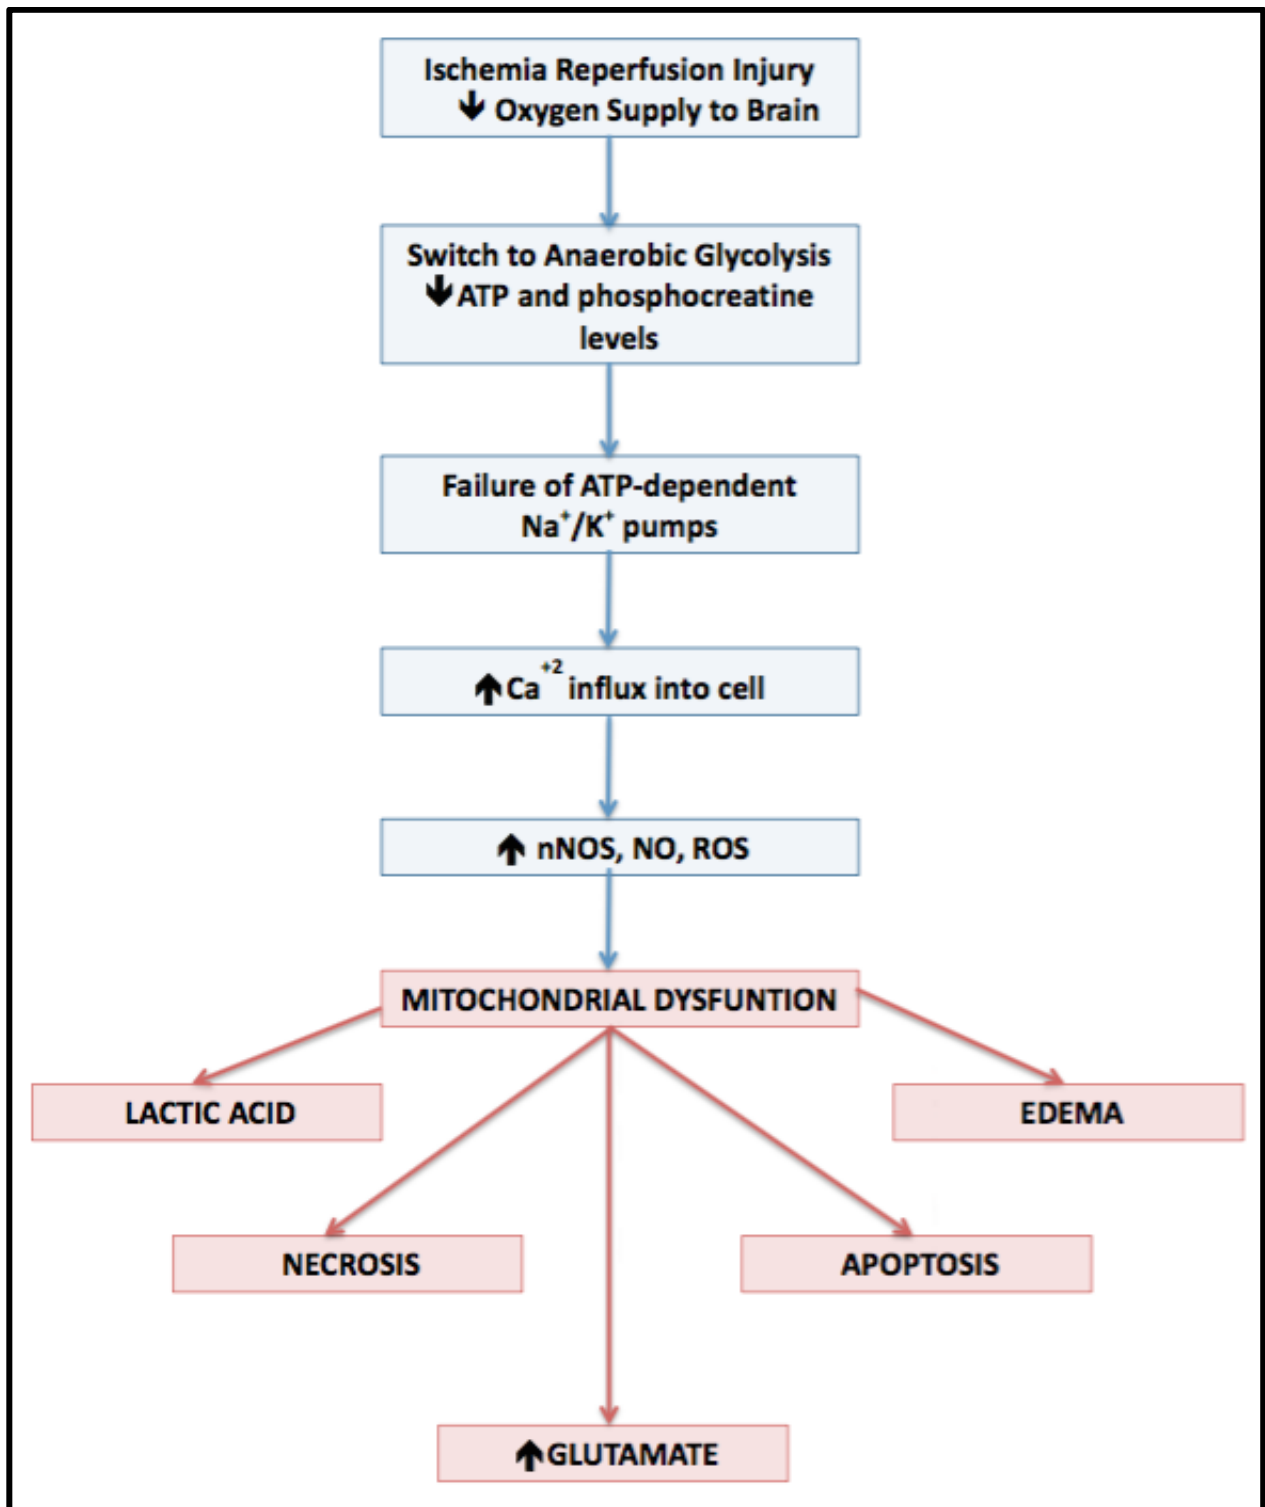 Ischemia Reperfusion Injury
↓ Oxygen Supply to Brain
Switch to Anaerobic Glycolysis
↓ ATP and phosphocreatine
levels
Failure of ATP-dependent
Na⁺/K⁺ pumps
↑ Ca⁺² influx into cell
↑ nNOS, NO, ROS
MITOCHONDRIAL DYSFUNTION
LACTIC ACID
EDEMA
NECROSIS
APOPTOSIS
↑ GLUTAMATE